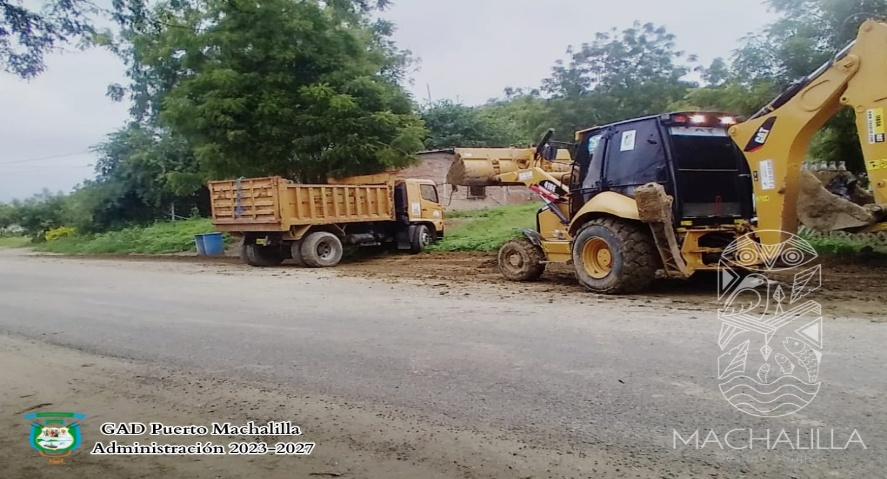 CAT
GAD Puerto Machalilla
Administración 2023-2027
MACHALILLA